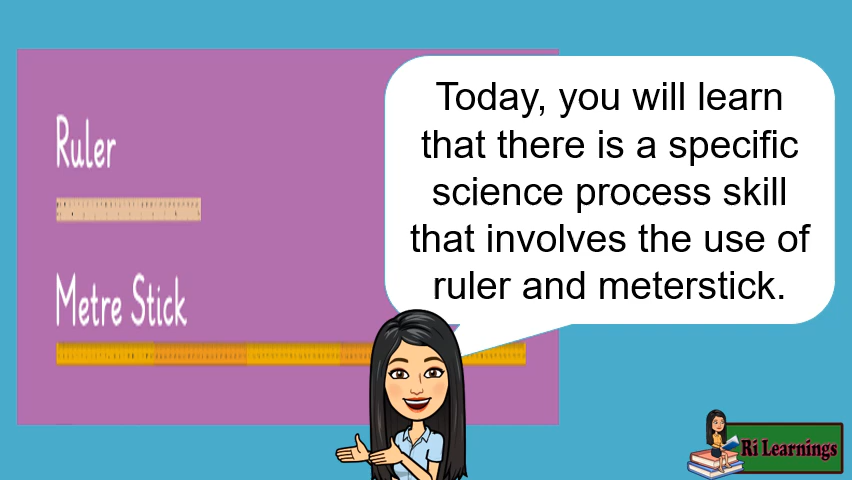 Today, you will learn
that there is a specific
science process skill
that involves the use of
ruler and meterstick.
Ruler
Metre Stick
Ri Learnings